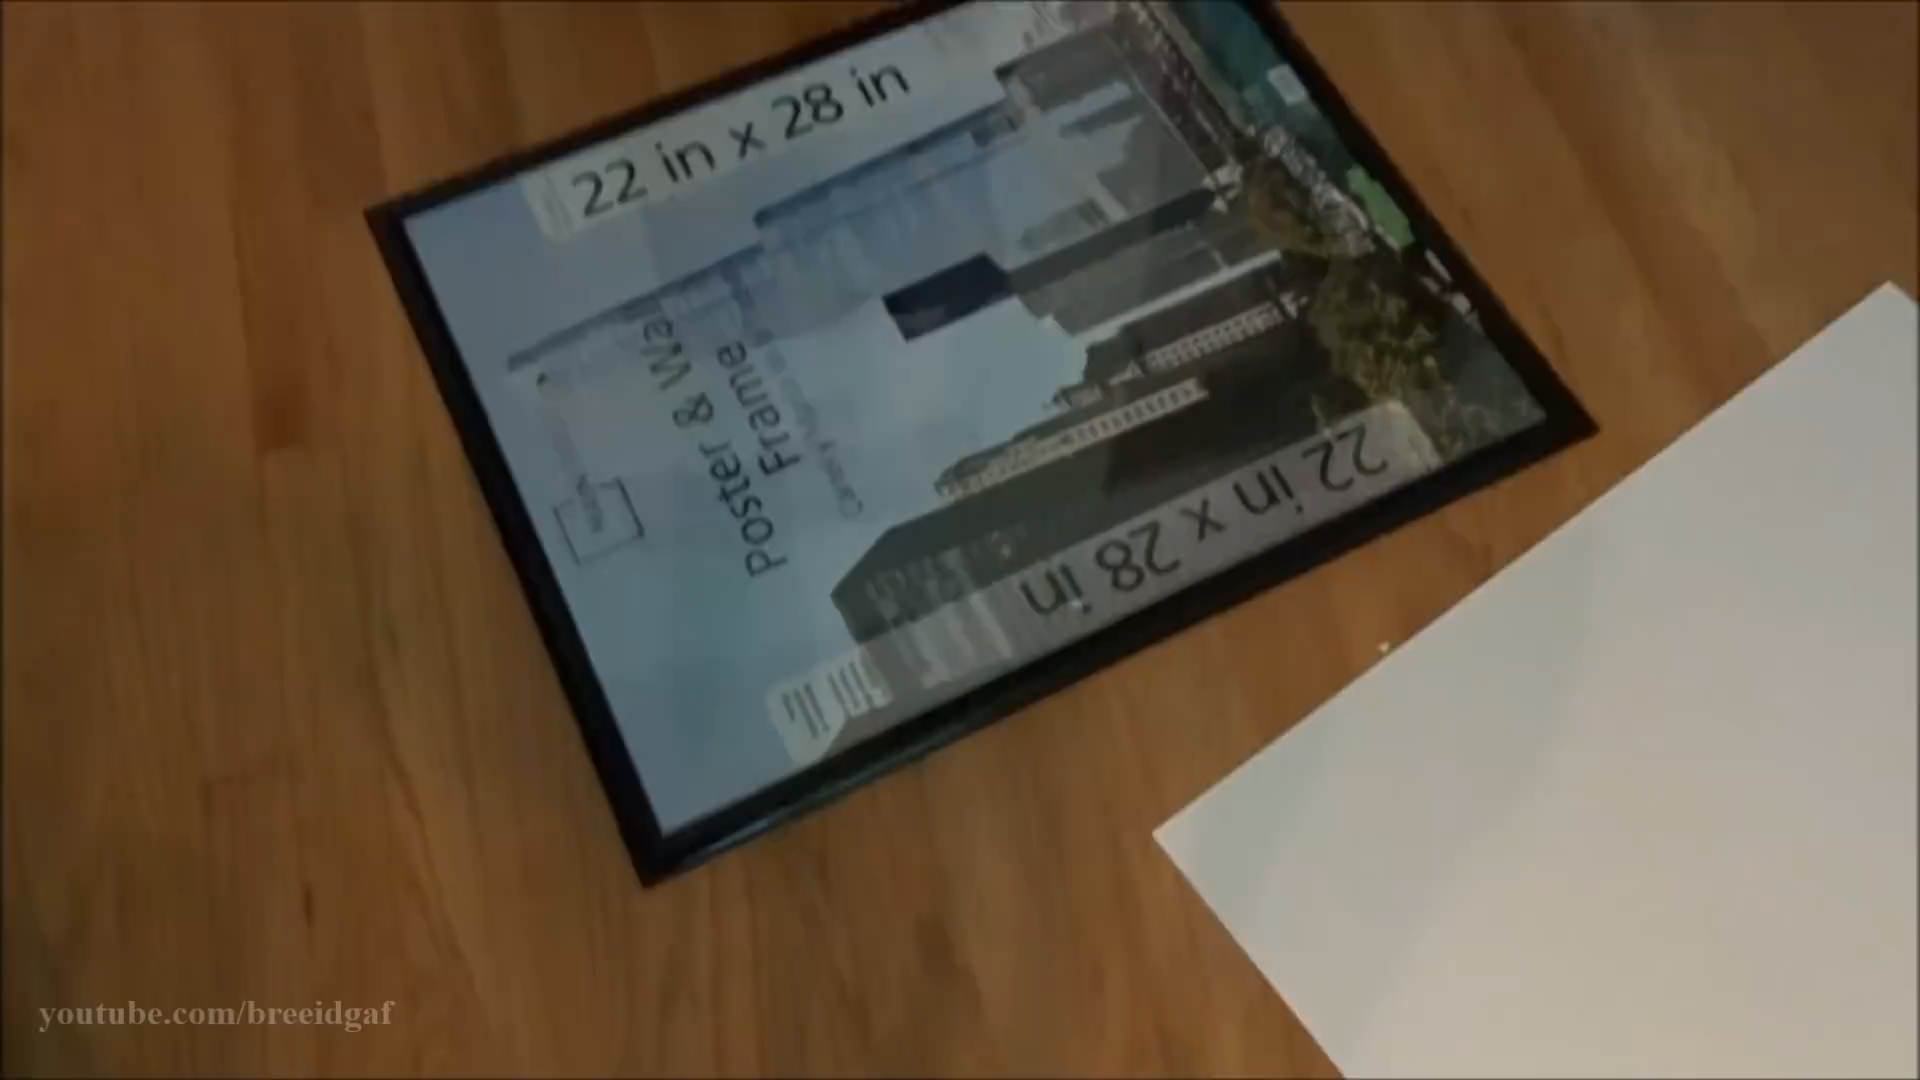 22 in x 28 in
Poster & Wa
Frame
22 in x 28 in
youtube.com/breeidgaf